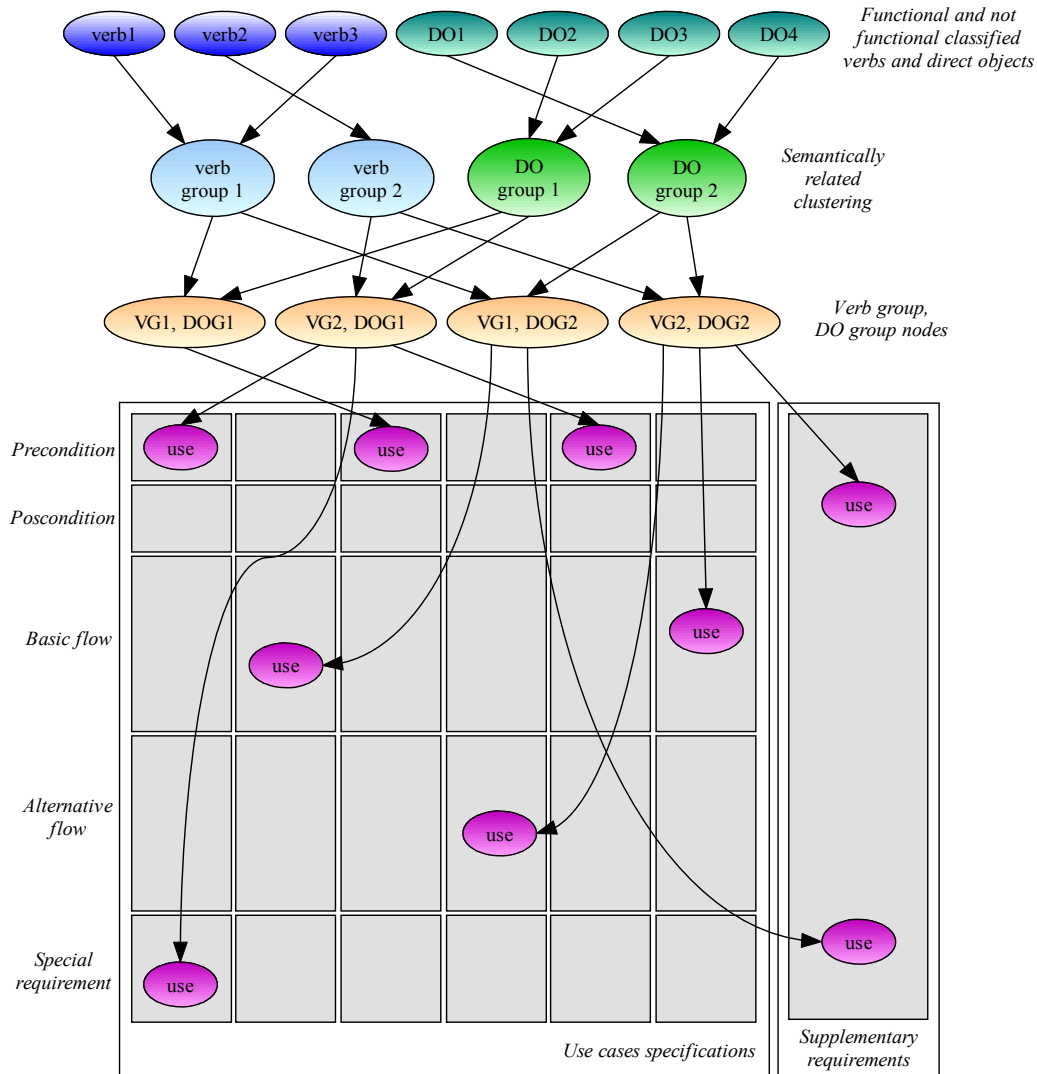 verb1
verb2
verb3
DO1
DO2
DO3
DO4
Functional and not
functional classified
verbs and direct objects
verb
group 1
verb
group 2
DO
group 1
DO
group 2
Semantically
related
clustering
VG1, DOG1
VG2, DOG1
VG1, DOG2
VG2, DOG2
Verb group,
DO group nodes
Precondition
use
use
use
Poscondition
use
Basic flow
use
use
Alternative
flow
use
use
Special
requirement
use
Use cases specifications
Supplementary
requirements